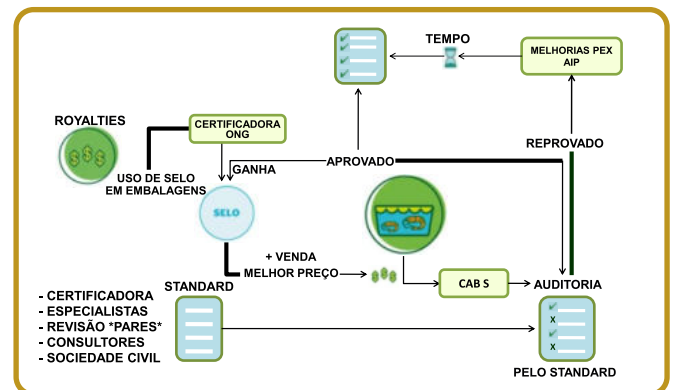 TEMPO
MELHORIAS PEX
AIP
ROYALTIES
CERTIFICADORA
ONG
REPROVADO
USO DE SELO
EM EMBALAGENS
GANHA
APROVADO
SELO
+ VENDA
MELHOR PREÇO
CAB S
AUDITORIA
STANDARD
- CERTIFICADORA
- ESPECIALISTAS
- REVISÃO *PARES*
- CONSULTORES
- SOCIEDADE CIVIL
X
X
PELO STANDARD